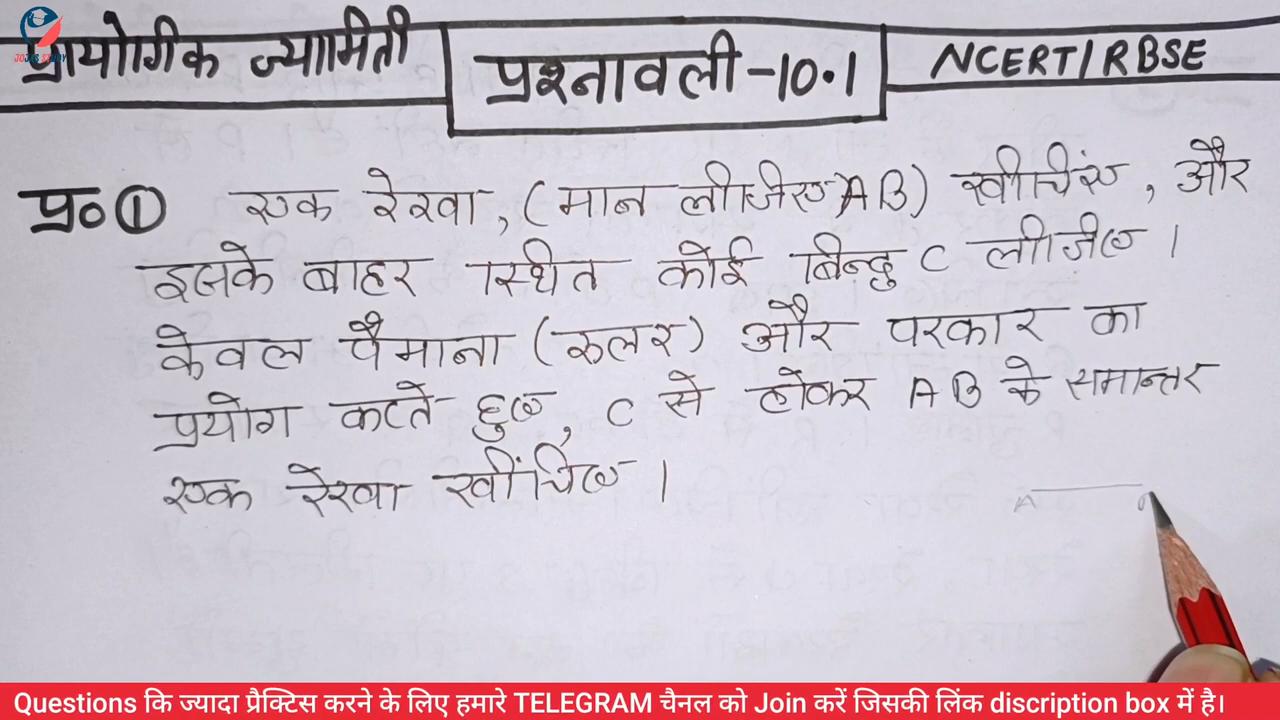 प्रायोगिक ज्यामिती
प्रश्नावली-10.1
NCERT/RBSE
प्र० ① एक रेखा, (मान लीजिए AB) खींचिए, और
इसके बाहर स्थित कोई बिन्दु C लीजिए।
केवल पैमाना (रुलर) और परकार का
प्रयोग करते हुए, C से होकर AB के समान्तर
एक रेखा खींचिए।
A
Questions कि ज्यादा प्रैक्टिस करने के लिए हमारे TELEGRAM चैनल को Join करें जिसकी लिंक discription box में है।